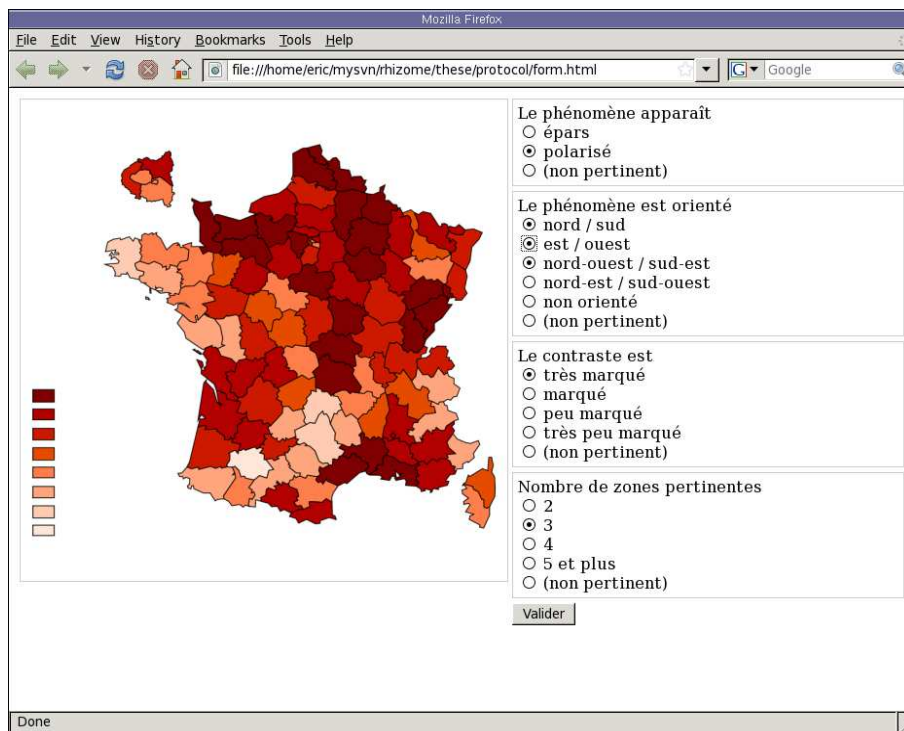 Mozilla Firefox
File Edit View History Bookmarks Tools Help
file:///home/eric/mysvn/rhizome/these/protocol/form.html
G Google
Le phénomène apparaît
épars
polarisé
(non pertinent)
Le phénomène est orienté
nord / sud
est / ouest
nord-ouest / sud-est
nord-est / sud-ouest
non orienté
(non pertinent)
Le contraste est
très marqué
marqué
peu marqué
très peu marqué
(non pertinent)
Nombre de zones pertinentes
2
3
4
5 et plus
(non pertinent)
Valider
Done